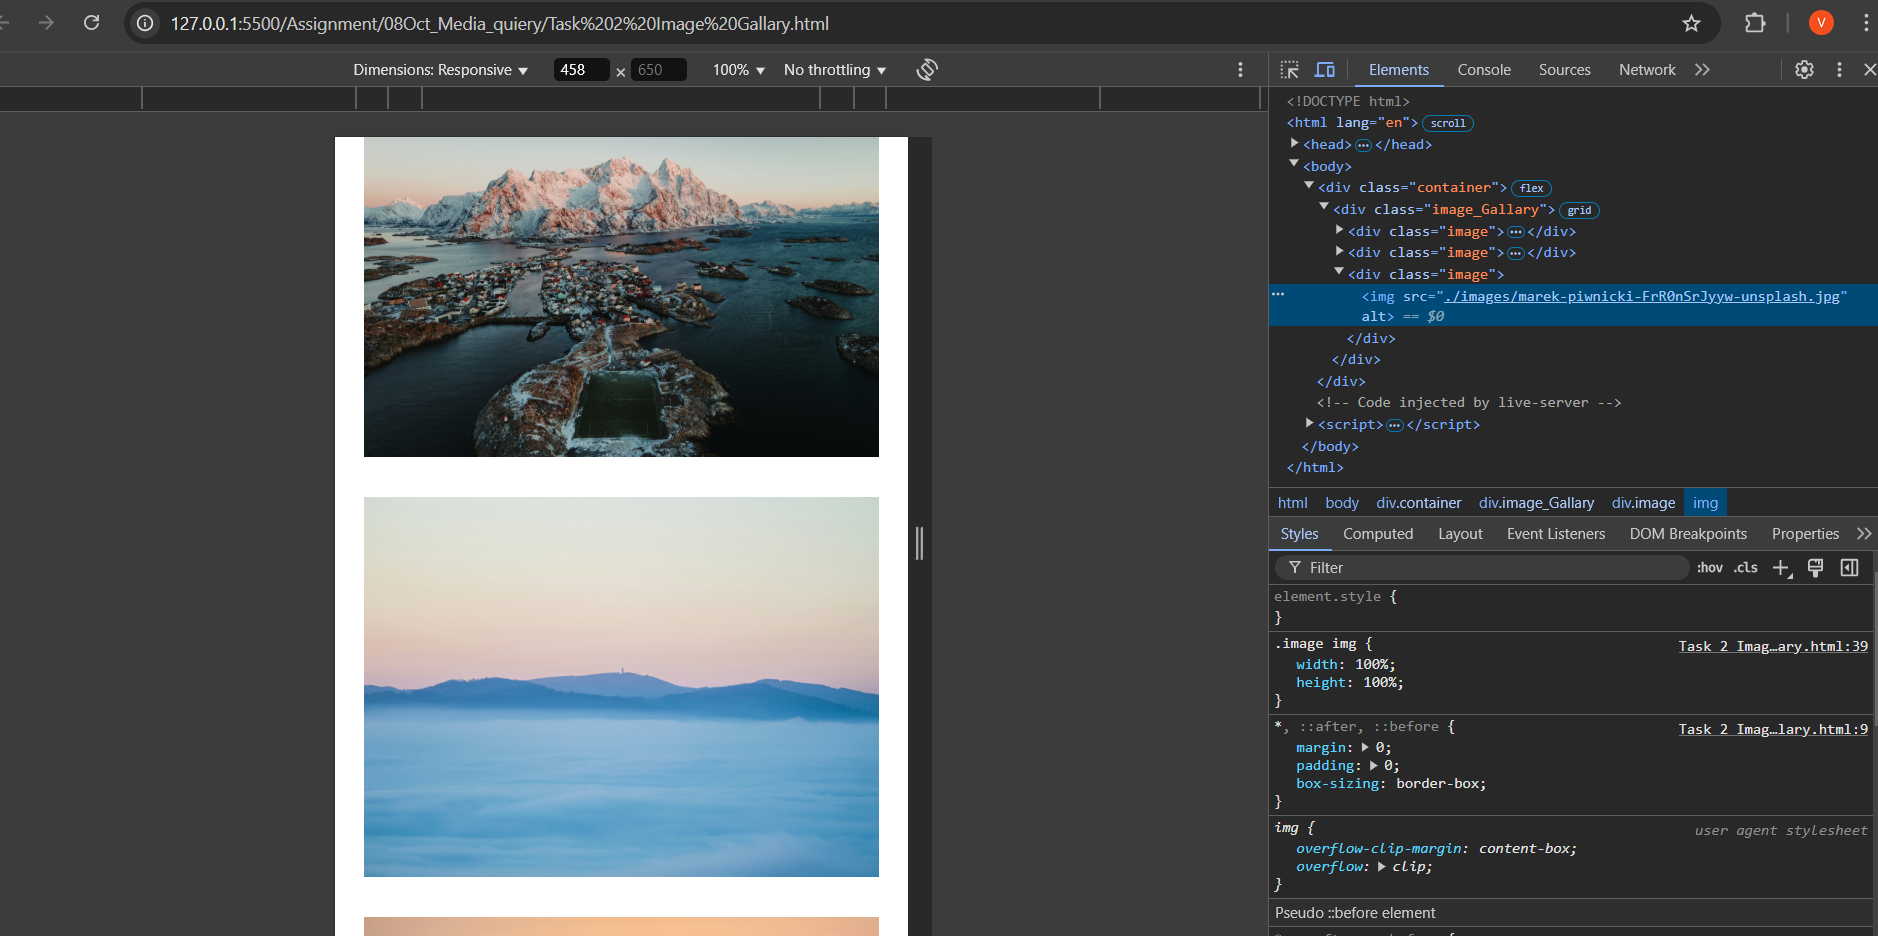 127.0.0.1:5500/Assignment/08Oct_Media_quiery/Task%202%20Image%20Gallary.html
V
Dimensions: Responsive ▼ 458 × 650 100% ▼ No throttling ▼
Elements Console Sources Network
<!DOCTYPE html>
<html lang="en"> scroll
<head> ••• </head>
<body>
<div class="container"> flex
<div class="image_Gallary"> grid
<div class="image"> ••• </div>
<div class="image"> ••• </div>
<div class="image">
<img src="./images/marek-piwnicki-FrR0nSrJyyw-unsplash.jpg"
alt> == $0
</div>
</div>
</div>
<!-- Code injected by live-server -->
<script> ••• </script>
</body>
</html>
html body div.container div.image_Gallary div.image img
Styles Computed Layout Event Listeners DOM Breakpoints Properties
Filter :hov .cls
element.style {
}
.image img { Task 2 Imag…ary.html:39
width: 100%;
height: 100%;
}
*, ::after, ::before { Task 2 Imag…lary.html:9
margin: 0;
padding: 0;
box-sizing: border-box;
}
img { user agent stylesheet
overflow-clip-margin: content-box;
overflow: clip;
}
Pseudo ::before element